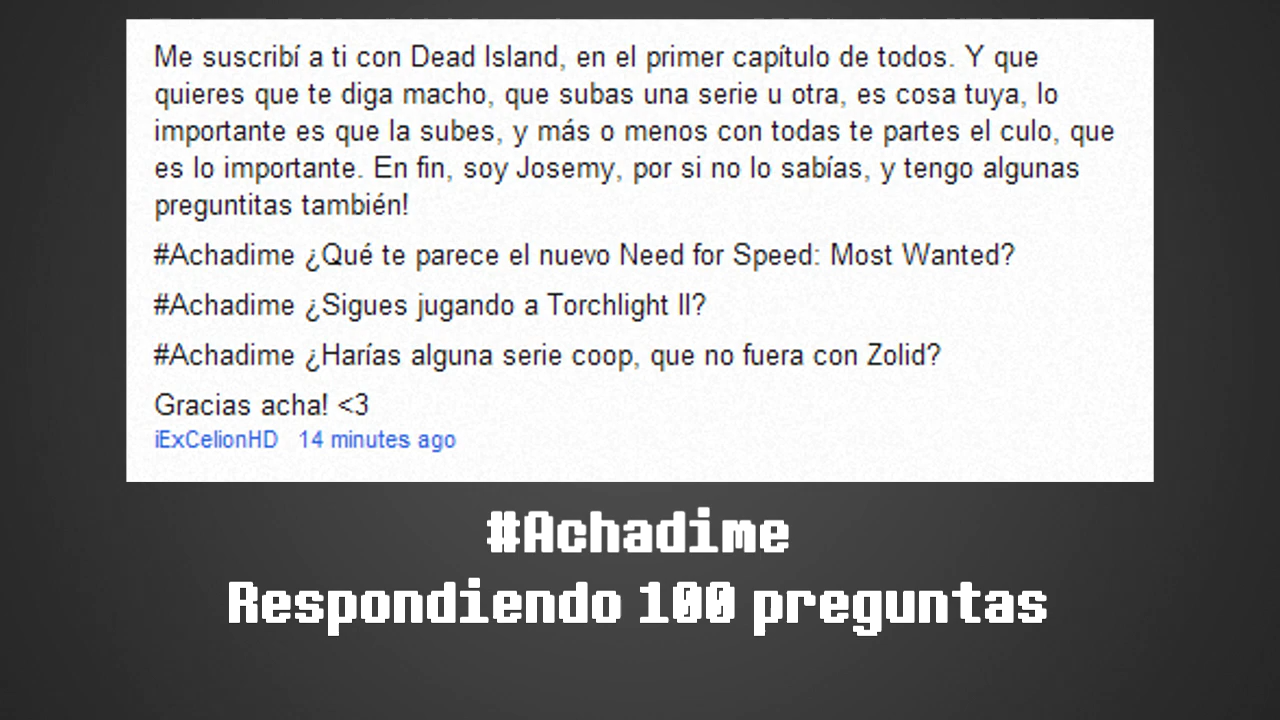 Me suscribí a ti con Dead Island, en el primer capítulo de todos. Y que
quieres que te diga macho, que subas una serie u otra, es cosa tuya, lo
importante es que la subes, y más o menos con todas te partes el culo, que
es lo importante. En fin, soy Josemy, por si no lo sabías, y tengo algunas
preguntitas también!
#Achadime ¿Qué te parece el nuevo Need for Speed: Most Wanted?
#Achadime ¿Sigues jugando a Torchlight II?
#Achadime ¿Harías alguna serie coop, que no fuera con Zolid?
Gracias acha! <3
iExCelionHD 14 minutes ago
#Achadime
Respondiendo 100 preguntas